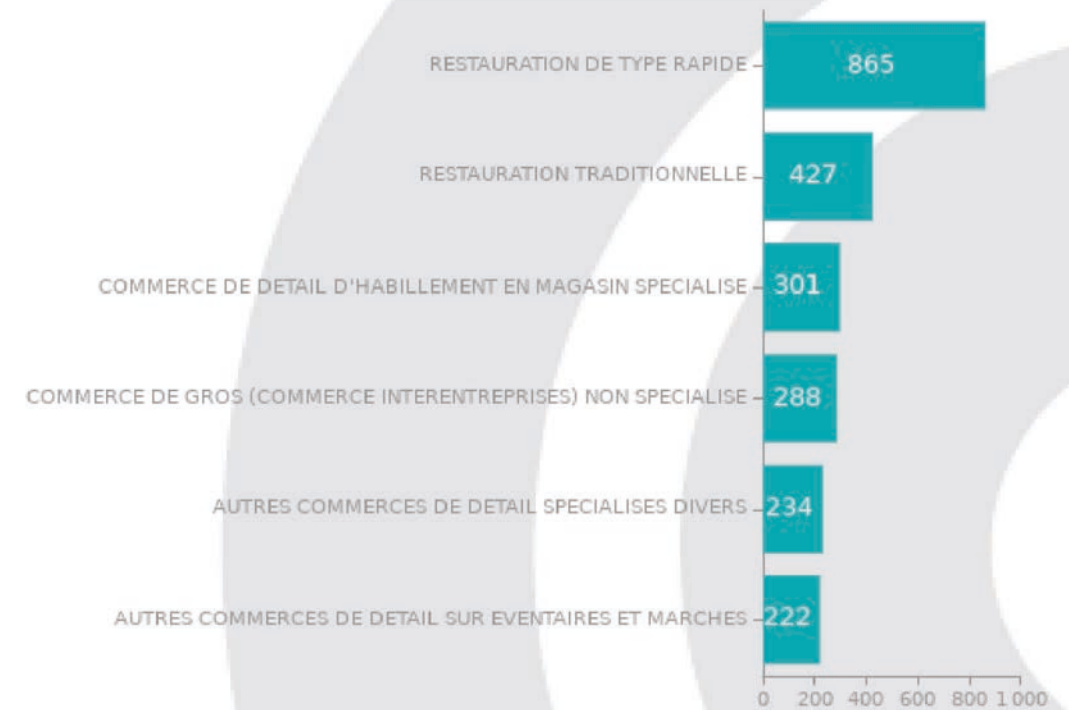 RESTAURATION DE TYPE RAPIDE 865
RESTAURATION TRADITIONNELLE 427
COMMERCE DE DETAIL D'HABILLEMENT EN MAGASIN SPECIALISE 301
COMMERCE DE GROS (COMMERCE INTERENTREPRISES) NON SPECIALISE 288
AUTRES COMMERCES DE DETAIL SPECIALISES DIVERS 234
AUTRES COMMERCES DE DETAIL SUR EVENTAIRES ET MARCHES 222
0 200 400 600 800 1 000